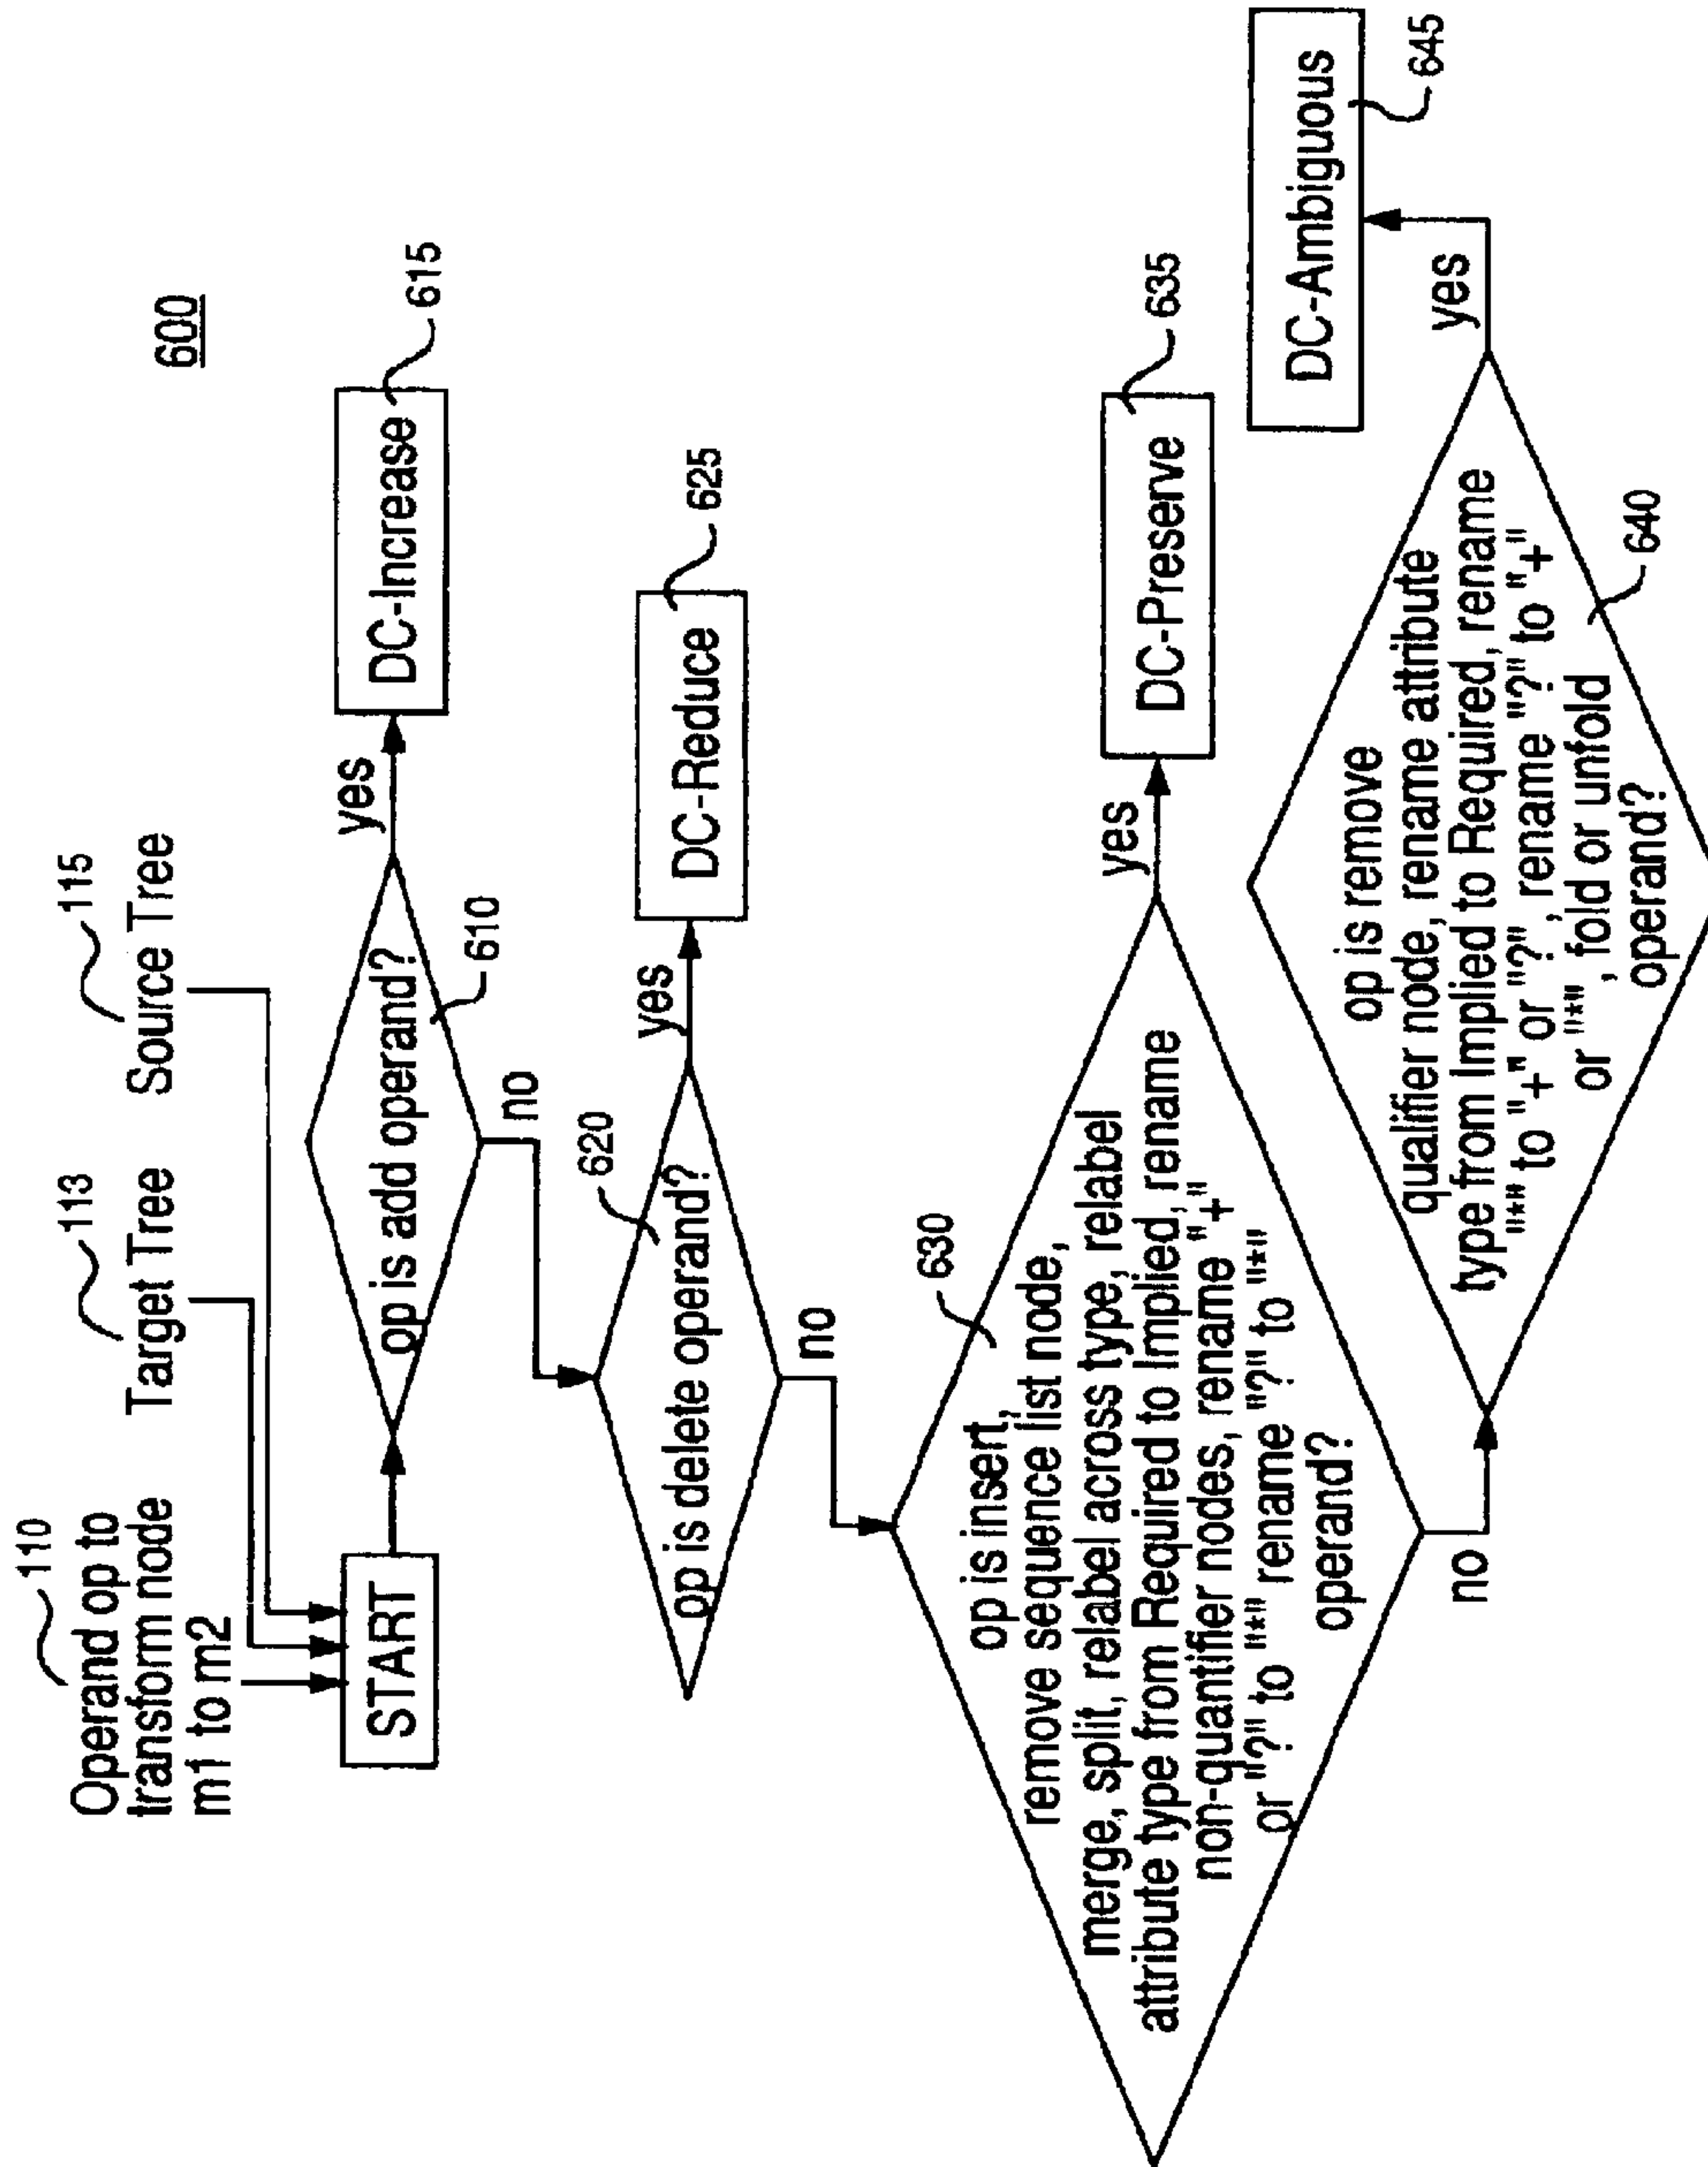 600
110
Operand op to
transform node
m1 to m2
113
Target Tree
115
Source Tree
START
op is add operand?
610
yes
DC-Increase
615
no
620
op is delete operand?
yes
DC-Reduce
625
no
630
op is insert,
remove sequence list node,
merge, split, relabel across type, relabel
attribute type from Required to Implied, rename
non-quantifier nodes, rename "+"
or "?" to "*" rename "?" to "*"
operand?
yes
DC-Preserve
635
no
op is remove
qualifier node, rename attribute
type from Implied to Required, rename
"*" to "+" or "?", rename "?" to "+"
or "*", fold or unfold
operand?
640
yes
DC-Ambiguous
645